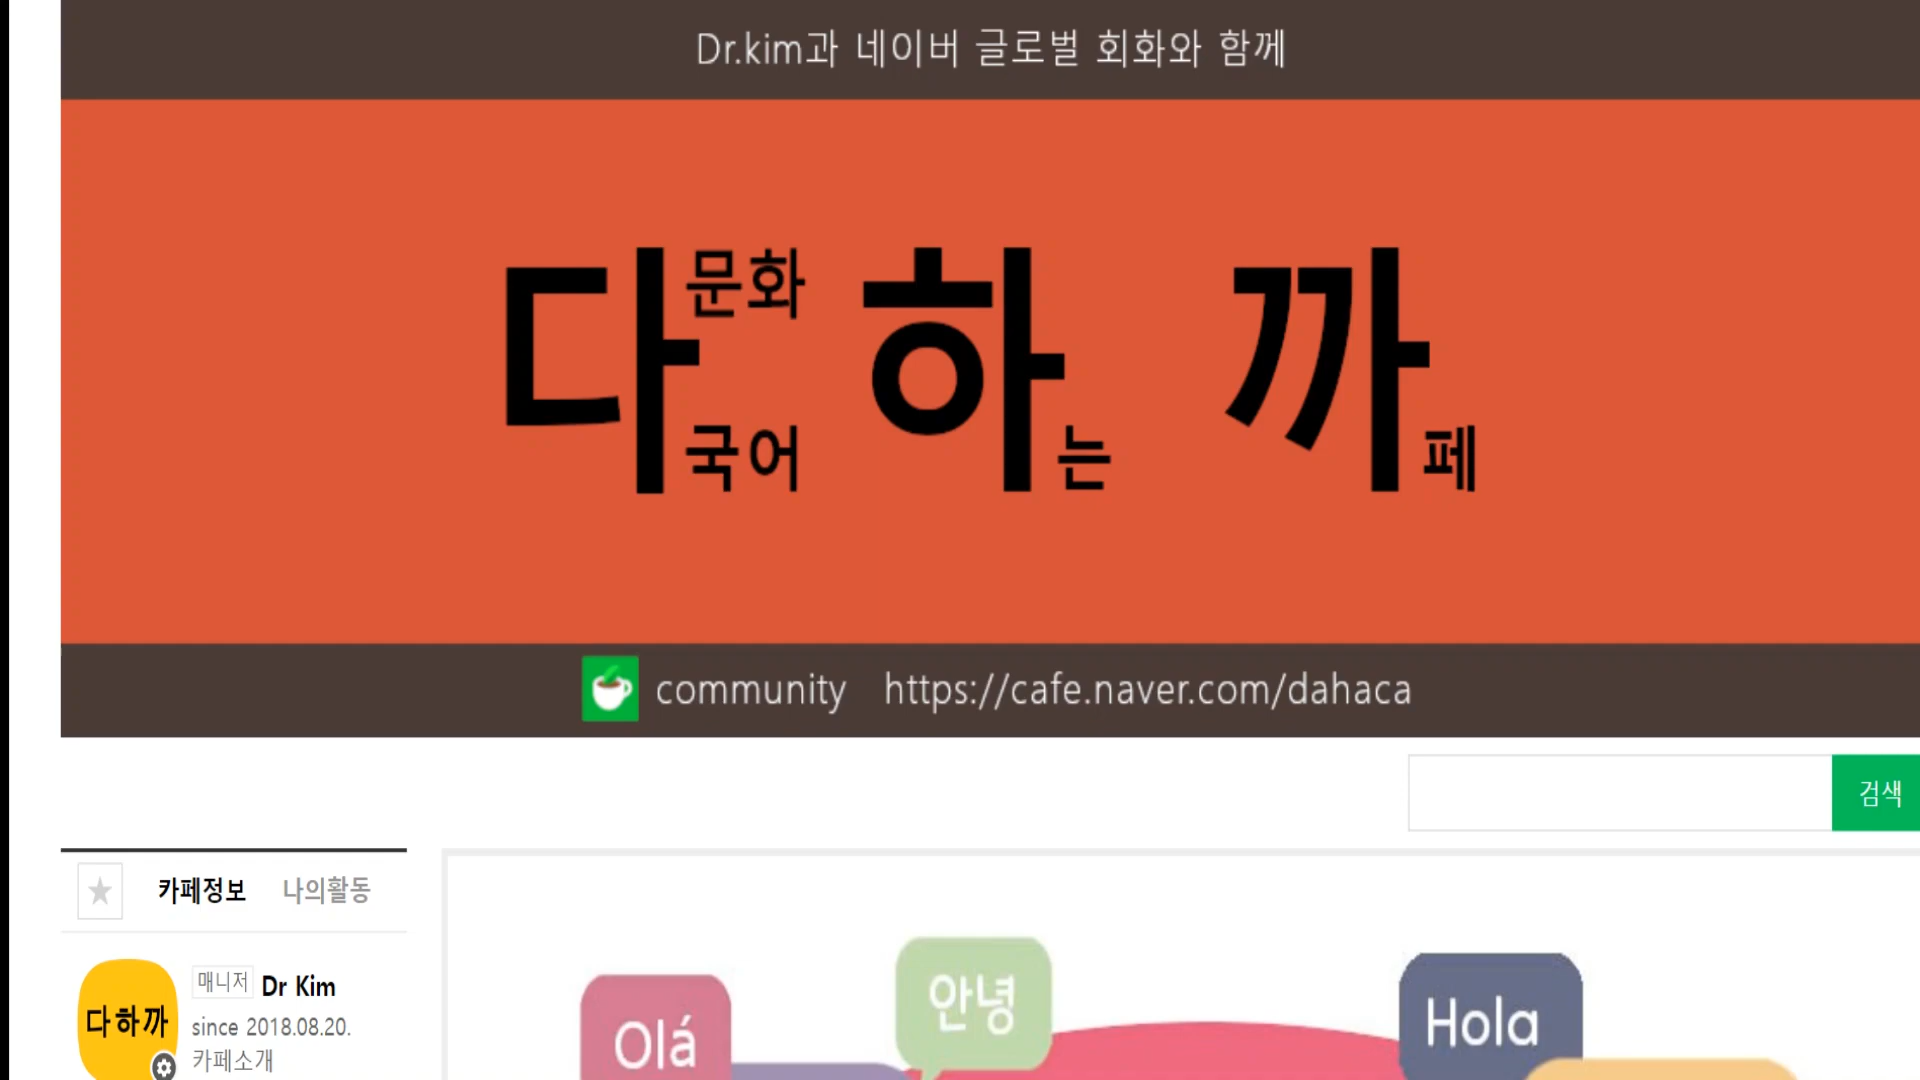 Dr.kim과 네이버 글로벌 회화와 함께
다문화 하 까
국어 는 페
community https://cafe.naver.com/dahaca
검색
카페정보 나의활동
매니저 Dr Kim
다하까
since 2018.08.20.
카페소개
Olá
안녕
Hola